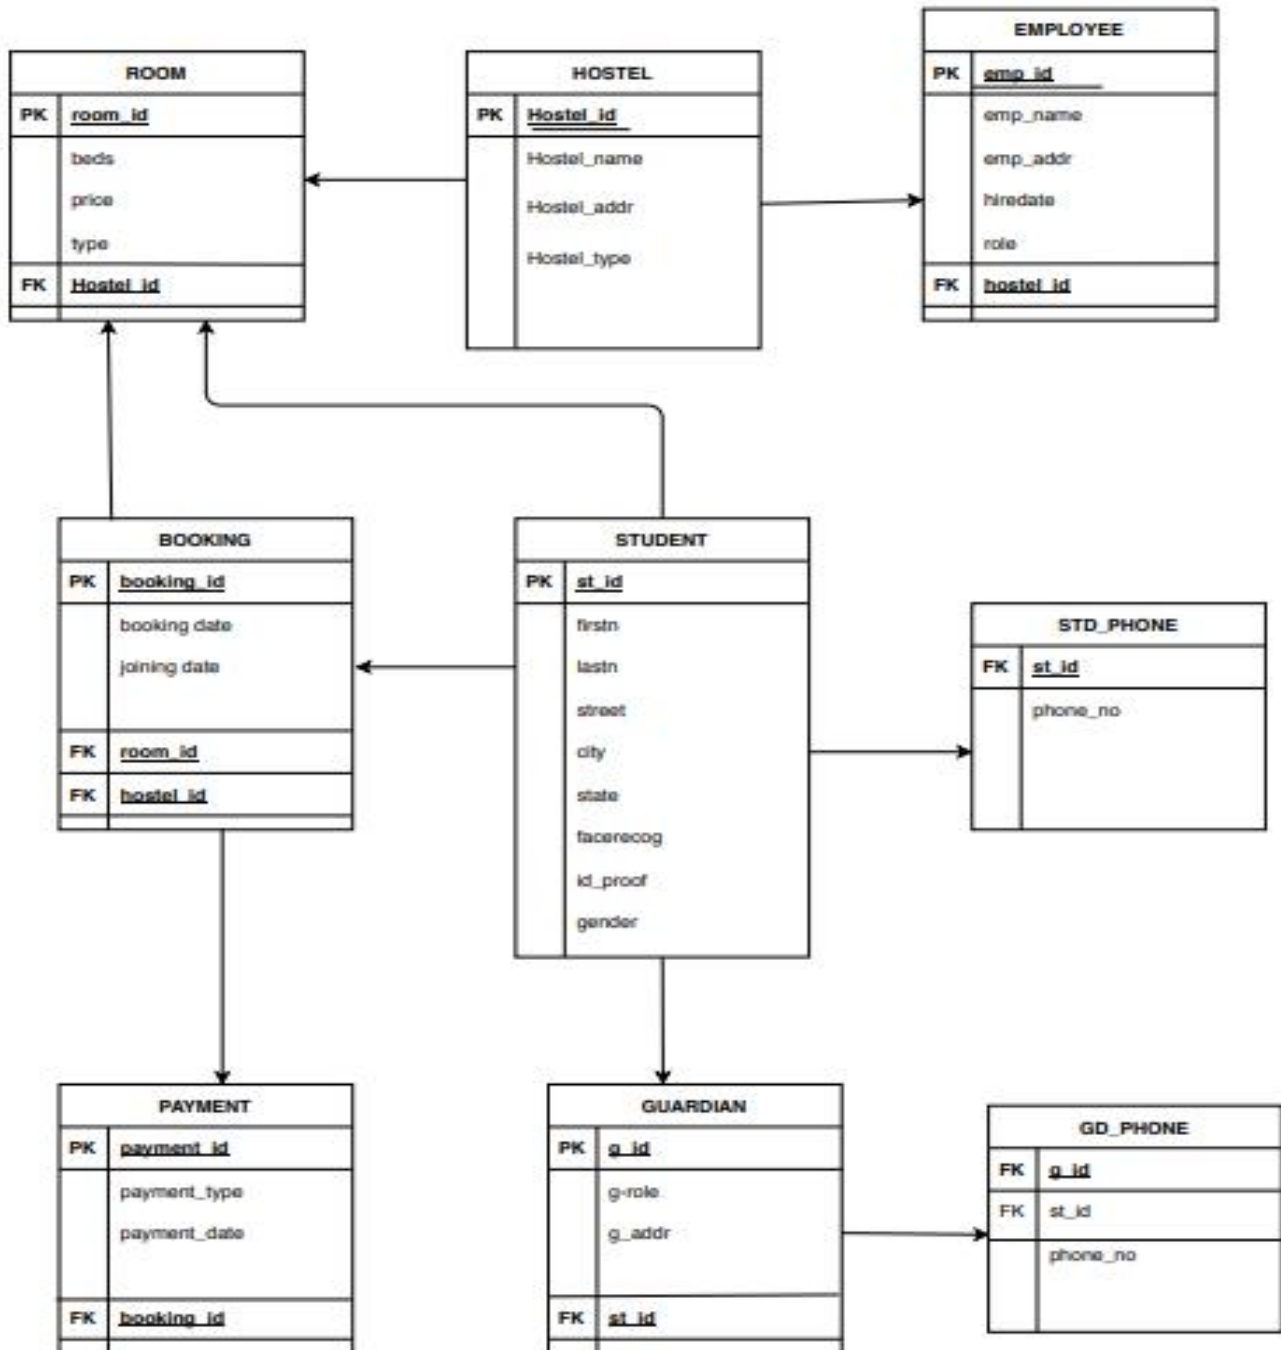 ROOM
PK room_id
beds
price
type
FK Hostel_id
HOSTEL
PK Hostel_id
Hostel_name
Hostel_addr
Hostel_type
EMPLOYEE
PK emp_id
emp_name
emp_addr
hiredate
role
FK hostel_id
BOOKING
PK booking_id
booking date
joining date
FK room_id
FK hostel_id
STUDENT
PK st_id
firstn
lastn
street
city
state
facerecog
id_proof
gender
STD_PHONE
FK st_id
phone_no
PAYMENT
PK payment_id
payment_type
payment_date
FK booking_id
GUARDIAN
PK g_id
g-role
g_addr
FK st_id
GD_PHONE
FK g_id
FK st_id
phone_no